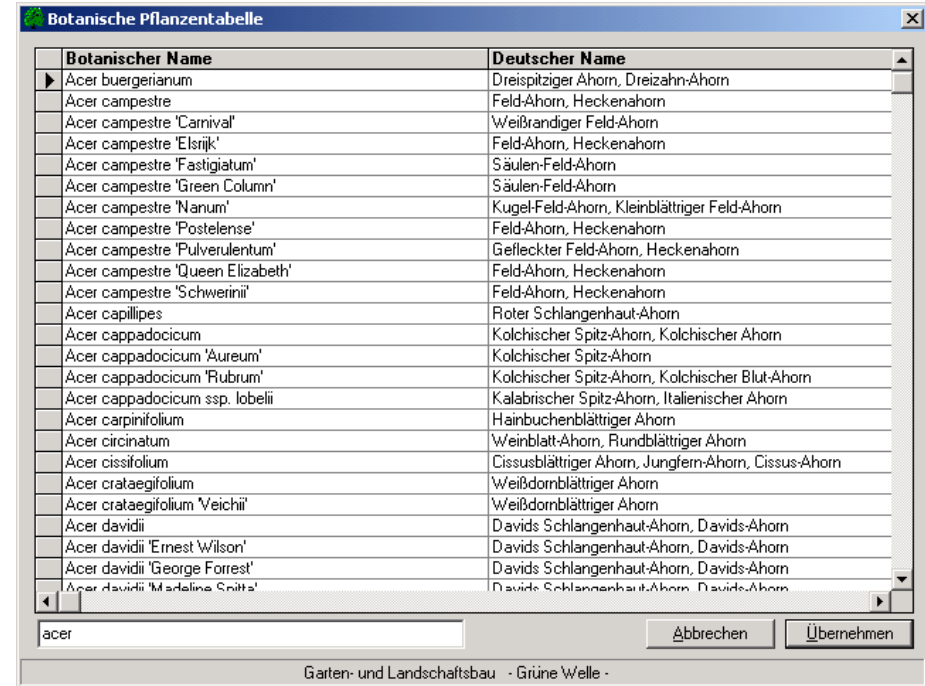 Botanische Pflanzentabelle
Botanischer Name Deutscher Name
Acer buergerianum Dreispitziger Ahorn, Dreizahn-Ahorn
Acer campestre Feld-Ahorn, Heckenahorn
Acer campestre 'Carnival' Weißrandiger Feld-Ahorn
Acer campestre 'Elsrijk' Feld-Ahorn, Heckenahorn
Acer campestre 'Fastigiatum' Säulen-Feld-Ahorn
Acer campestre 'Green Column' Säulen-Feld-Ahorn
Acer campestre 'Nanum' Kugel-Feld-Ahorn, Kleinblättriger Feld-Ahorn
Acer campestre 'Postelense' Feld-Ahorn, Heckenahorn
Acer campestre 'Pulverulentum' Gefleckter Feld-Ahorn, Heckenahorn
Acer campestre 'Queen Elizabeth' Feld-Ahorn, Heckenahorn
Acer campestre 'Schwerinii' Feld-Ahorn, Heckenahorn
Acer capillipes Roter Schlangenhaut-Ahorn
Acer cappadocicum Kolchischer Spitz-Ahorn, Kolchischer Ahorn
Acer cappadocicum 'Aureum' Kolchischer Spitz-Ahorn
Acer cappadocicum 'Rubrum' Kolchischer Spitz-Ahorn, Kolchischer Blut-Ahorn
Acer cappadocicum ssp. lobelii Kalabrischer Spitz-Ahorn, Italienischer Ahorn
Acer carpinifolium Hainbuchenblättriger Ahorn
Acer circinatum Weinblatt-Ahorn, Rundblättriger Ahorn
Acer cissifolium Cissusblättriger Ahorn, Jungfern-Ahorn, Cissus-Ahorn
Acer crataegifolium Weißdornblättriger Ahorn
Acer crataegifolium 'Veichii' Weißdornblättriger Ahorn
Acer davidii Davids Schlangenhaut-Ahorn, Davids-Ahorn
Acer davidii 'Ernest Wilson' Davids Schlangenhaut-Ahorn, Davids-Ahorn
Acer davidii 'George Forrest' Davids Schlangenhaut-Ahorn, Davids-Ahorn
Acer davidii 'Madeline Spitta' Davids Schlangenhaut-Ahorn, Davids-Ahorn
acer Abbrechen Übernehmen
Garten- und Landschaftsbau - Grüne Welle -